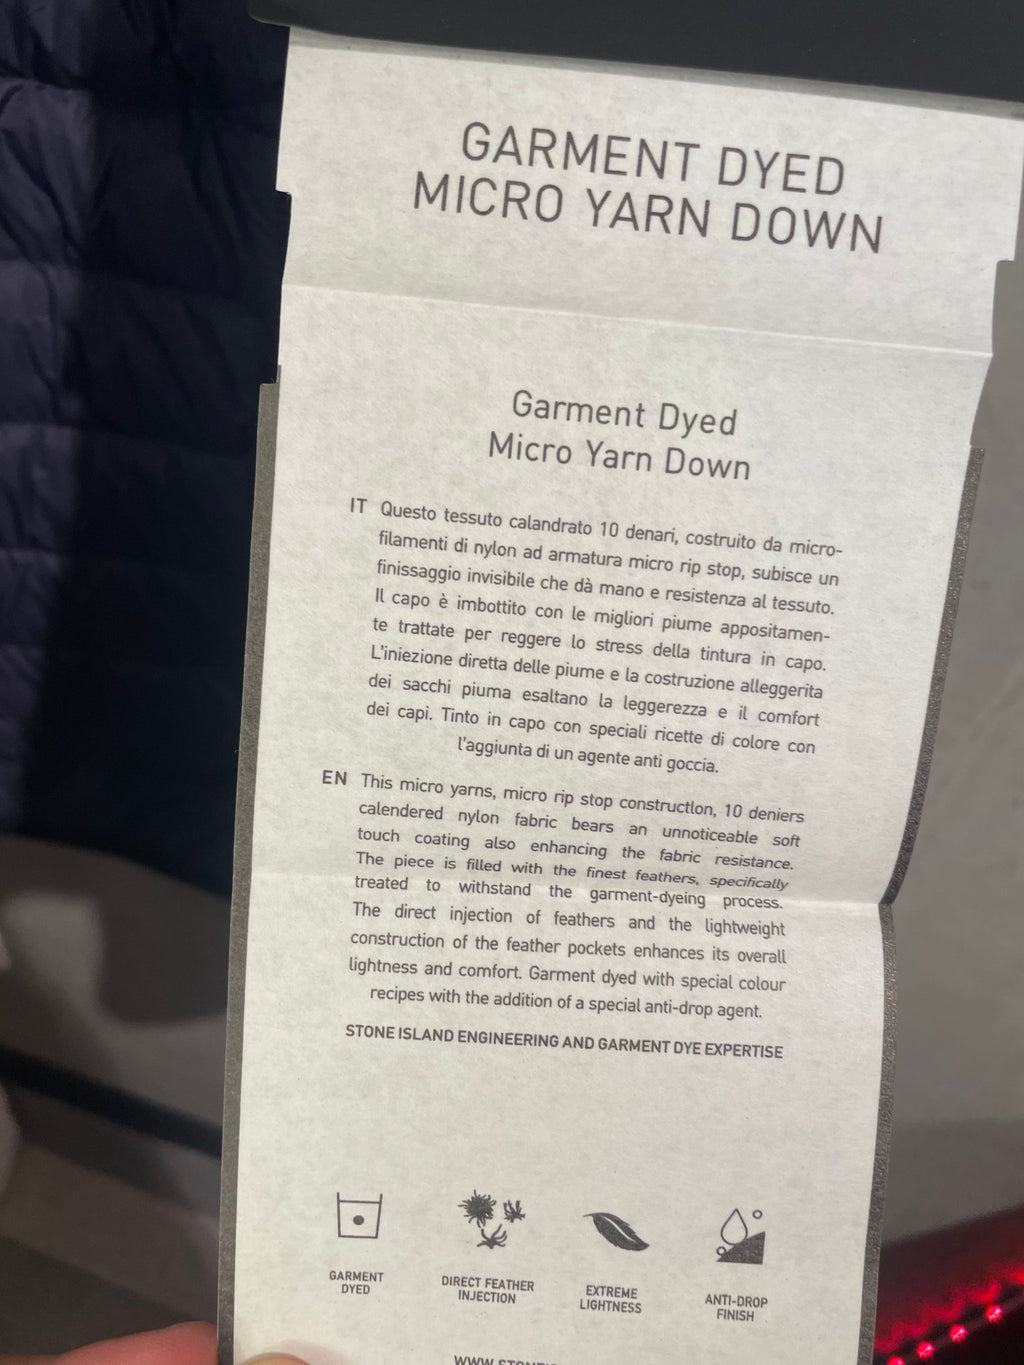 GARMENT DYED
MICRO YARN DOWN
Garment Dyed
Micro Yarn Down
IT Questo tessuto calandrato 10 denari, costruito da micro-
filamenti di nylon ad armatura micro rip stop, subisce un
finissaggio invisibile che dà mano e resistenza al tessuto.
Il capo è imbottito con le migliori piume appositamen-
te trattate per reggere lo stress della tintura in capo.
L'iniezione diretta delle piume e la costruzione alleggerita
dei sacchi piuma esaltano la leggerezza e il comfort
dei capi. Tinto in capo con speciali ricette di colore con
l'aggiunta di un agente anti goccia.
EN This micro yarns, micro rip stop construction, 10 deniers
calendered nylon fabric bears an unnoticeable soft
touch coating also enhancing the fabric resistance.
The piece is filled with the finest feathers, specifically
treated to withstand the garment-dyeing process.
The direct injection of feathers and the lightweight
construction of the feather pockets enhances its overall
lightness and comfort. Garment dyed with special colour
recipes with the addition of a special anti-drop agent.
STONE ISLAND ENGINEERING AND GARMENT DYE EXPERTISE
GARMENT DYED
DIRECT FEATHER INJECTION
EXTREME LIGHTNESS
ANTI-DROP FINISH